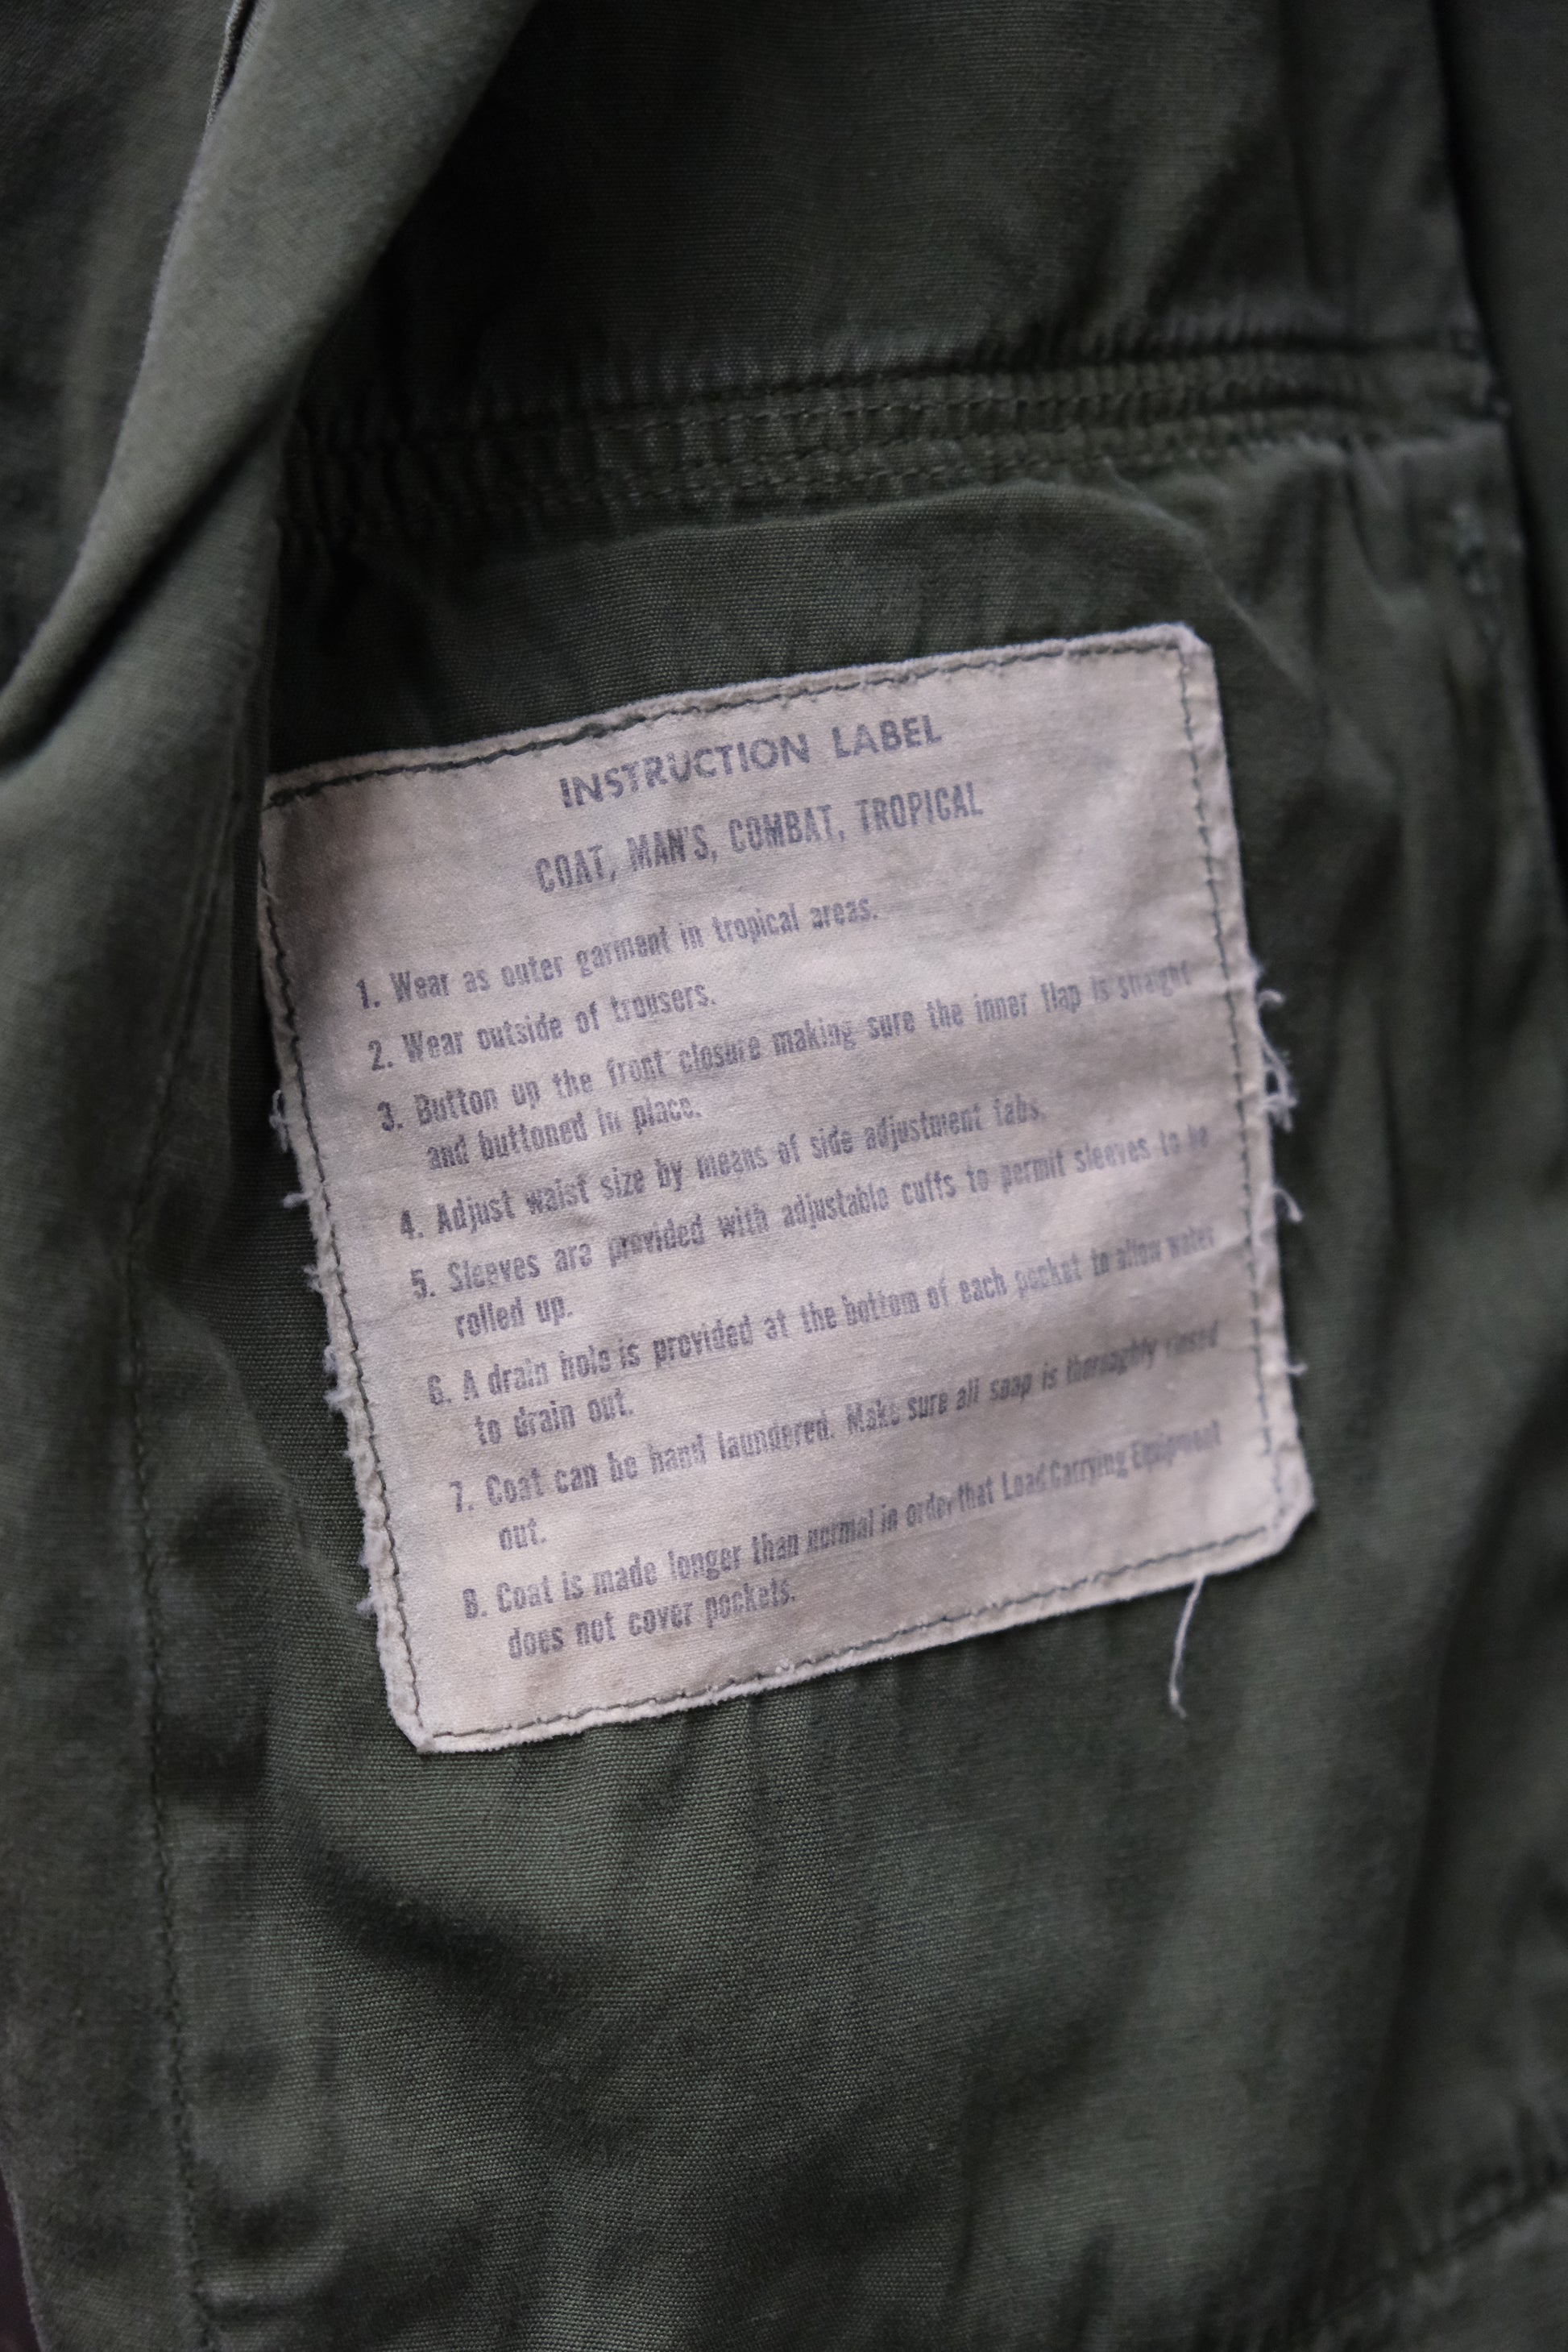 INSTRUCTION LABEL
COAT, MAN'S, COMBAT, TROPICAL
1. Wear as outer garment in tropical areas.
2. Wear outside of trousers.
3. Button up the front closure making sure the inner flap is straight
and buttoned in place.
4. Adjust waist size by means of side adjustment tabs.
5. Sleeves are provided with adjustable cuffs to permit sleeves to be
rolled up.
6. A drain hole is provided at the bottom of each pocket to allow water
to drain out.
7. Coat can be hand laundered. Make sure all soap is thoroughly rinsed
out.
8. Coat is made longer than normal in order that Load Carrying Equipment
does not cover pockets.